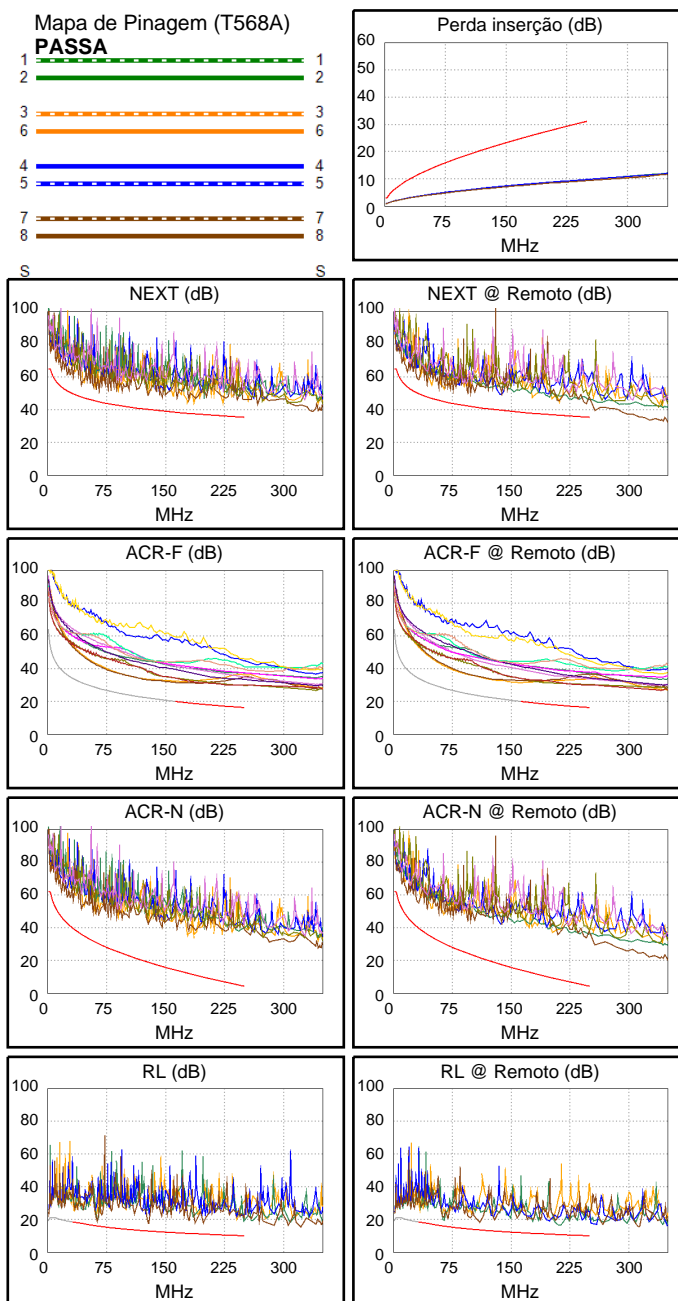 Mapa de Pinagem (T568A)
PASSA
1 1
2 2
3 3
6 6
4 4
5 5
7 7
8 8
S S
Perda inserção (dB)
60
50
40
30
20
10
0
0 75 150 225 300
MHz
NEXT (dB)
100
80
60
40
20
0
0 75 150 225 300
MHz
NEXT @ Remoto (dB)
100
80
60
40
20
0
0 75 150 225 300
MHz
ACR-F (dB)
100
80
60
40
20
0
0 75 150 225 300
MHz
ACR-F @ Remoto (dB)
100
80
60
40
20
0
0 75 150 225 300
MHz
ACR-N (dB)
100
80
60
40
20
0
0 75 150 225 300
MHz
ACR-N @ Remoto (dB)
100
80
60
40
20
0
0 75 150 225 300
MHz
RL (dB)
100
80
60
40
20
0
0 75 150 225 300
MHz
RL @ Remoto (dB)
100
80
60
40
20
0
0 75 150 225 300
MHz